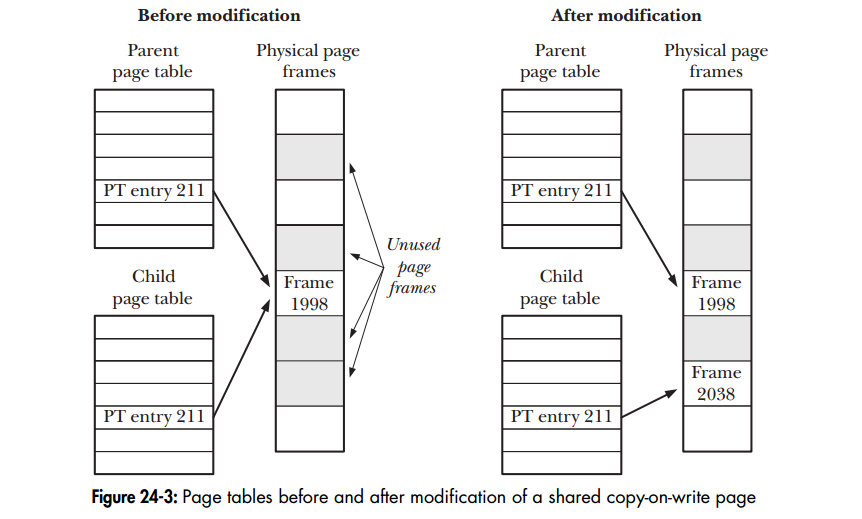 Before modification
Parent
page table
Physical page
frames
PT entry 211
Child
page table
PT entry 211
Frame
1998
Unused
page
frames
After modification
Parent
page table
Physical page
frames
PT entry 211
Child
page table
PT entry 211
Frame
1998
Frame
2038
Figure 24-3: Page tables before and after modification of a shared copy-on-write page